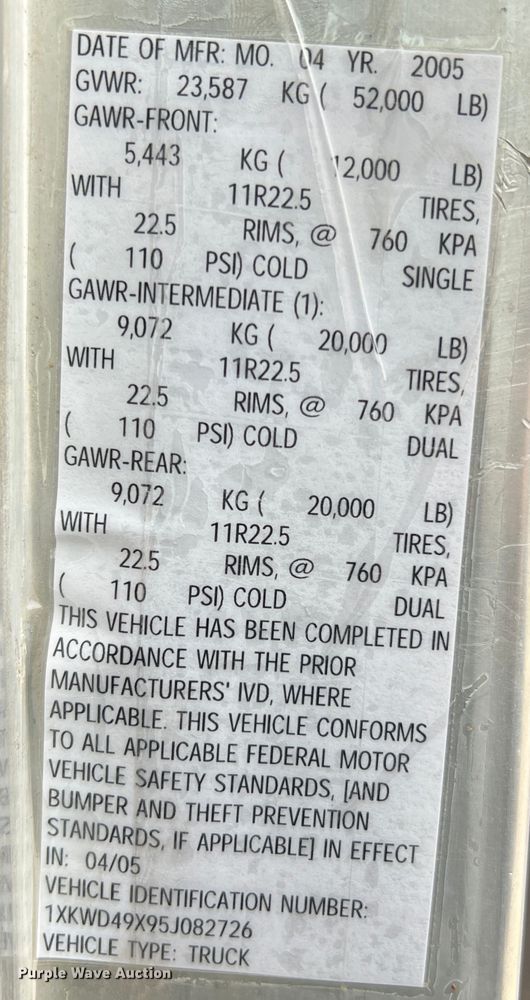 DATE OF MFR: MO. 04 YR. 2005
GVWR: 23,587 KG ( 52,000 LB)
GAWR-FRONT:
5,443 KG ( 12,000 LB)
WITH 11R22.5 TIRES,
22.5 RIMS, @ 760 KPA
( 110 PSI) COLD SINGLE
GAWR-INTERMEDIATE (1):
9,072 KG ( 20,000 LB)
WITH 11R22.5 TIRES,
22.5 RIMS, @ 760 KPA
( 110 PSI) COLD DUAL
GAWR-REAR:
9,072 KG ( 20,000 LB)
WITH 11R22.5 TIRES,
22.5 RIMS, @ 760 KPA
( 110 PSI) COLD DUAL
THIS VEHICLE HAS BEEN COMPLETED IN
ACCORDANCE WITH THE PRIOR
MANUFACTURERS' IVD, WHERE
APPLICABLE. THIS VEHICLE CONFORMS
TO ALL APPLICABLE FEDERAL MOTOR
VEHICLE SAFETY STANDARDS, [AND
BUMPER AND THEFT PREVENTION
STANDARDS, IF APPLICABLE] IN EFFECT
IN: 04/05
VEHICLE IDENTIFICATION NUMBER:
1XKWD49X95J082726
VEHICLE TYPE: TRUCK
Purple Wave Auction